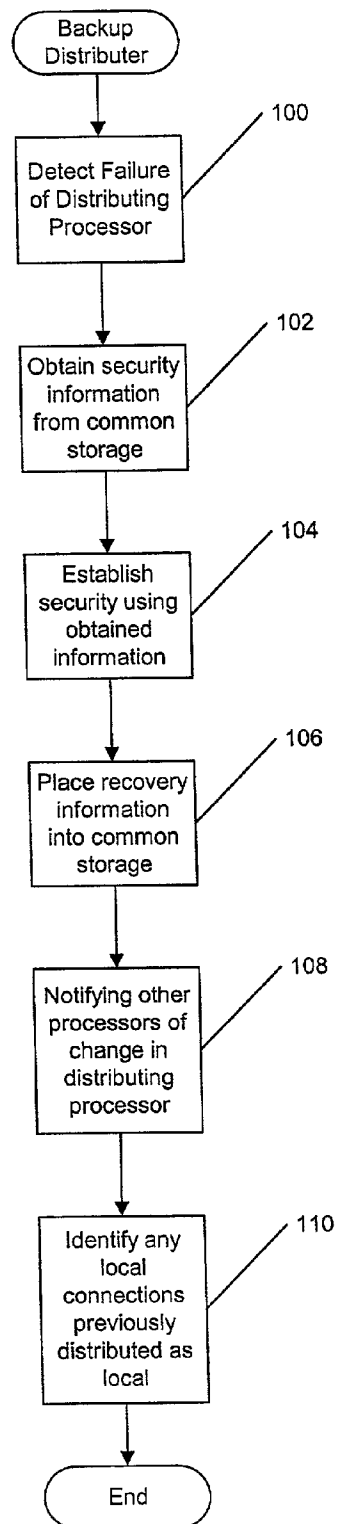 Backup
Distributer
100
Detect Failure
of Distributing
Processor
102
Obtain security
information
from common
storage
104
Establish
security using
obtained
information
106
Place recovery
information
into common
storage
108
Notifying other
processors of
change in
distributing
processor
110
Identify any
local
connections
previously
distributed as
local
End